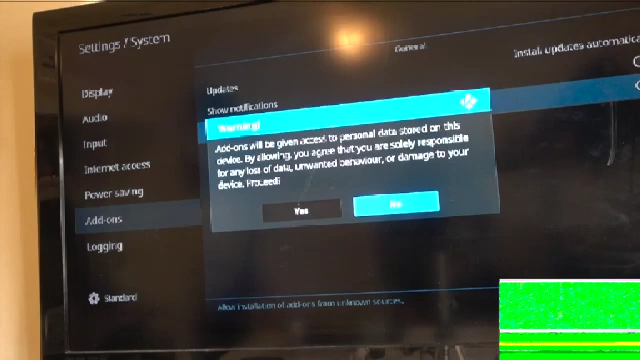 Settings / System
General
Install updates automatica
Display
Updates
Audio
Show notifications
Input
Internet access
Power saving
Add-ons
Logging
Standard
Warning!
Add-ons will be given access to personal data stored on this
device. By allowing, you agree that you are solely responsible
for any loss of data, unwanted behaviour, or damage to your
device. Proceed?
Yes
No
Allow installation of add-ons from unknown sources.